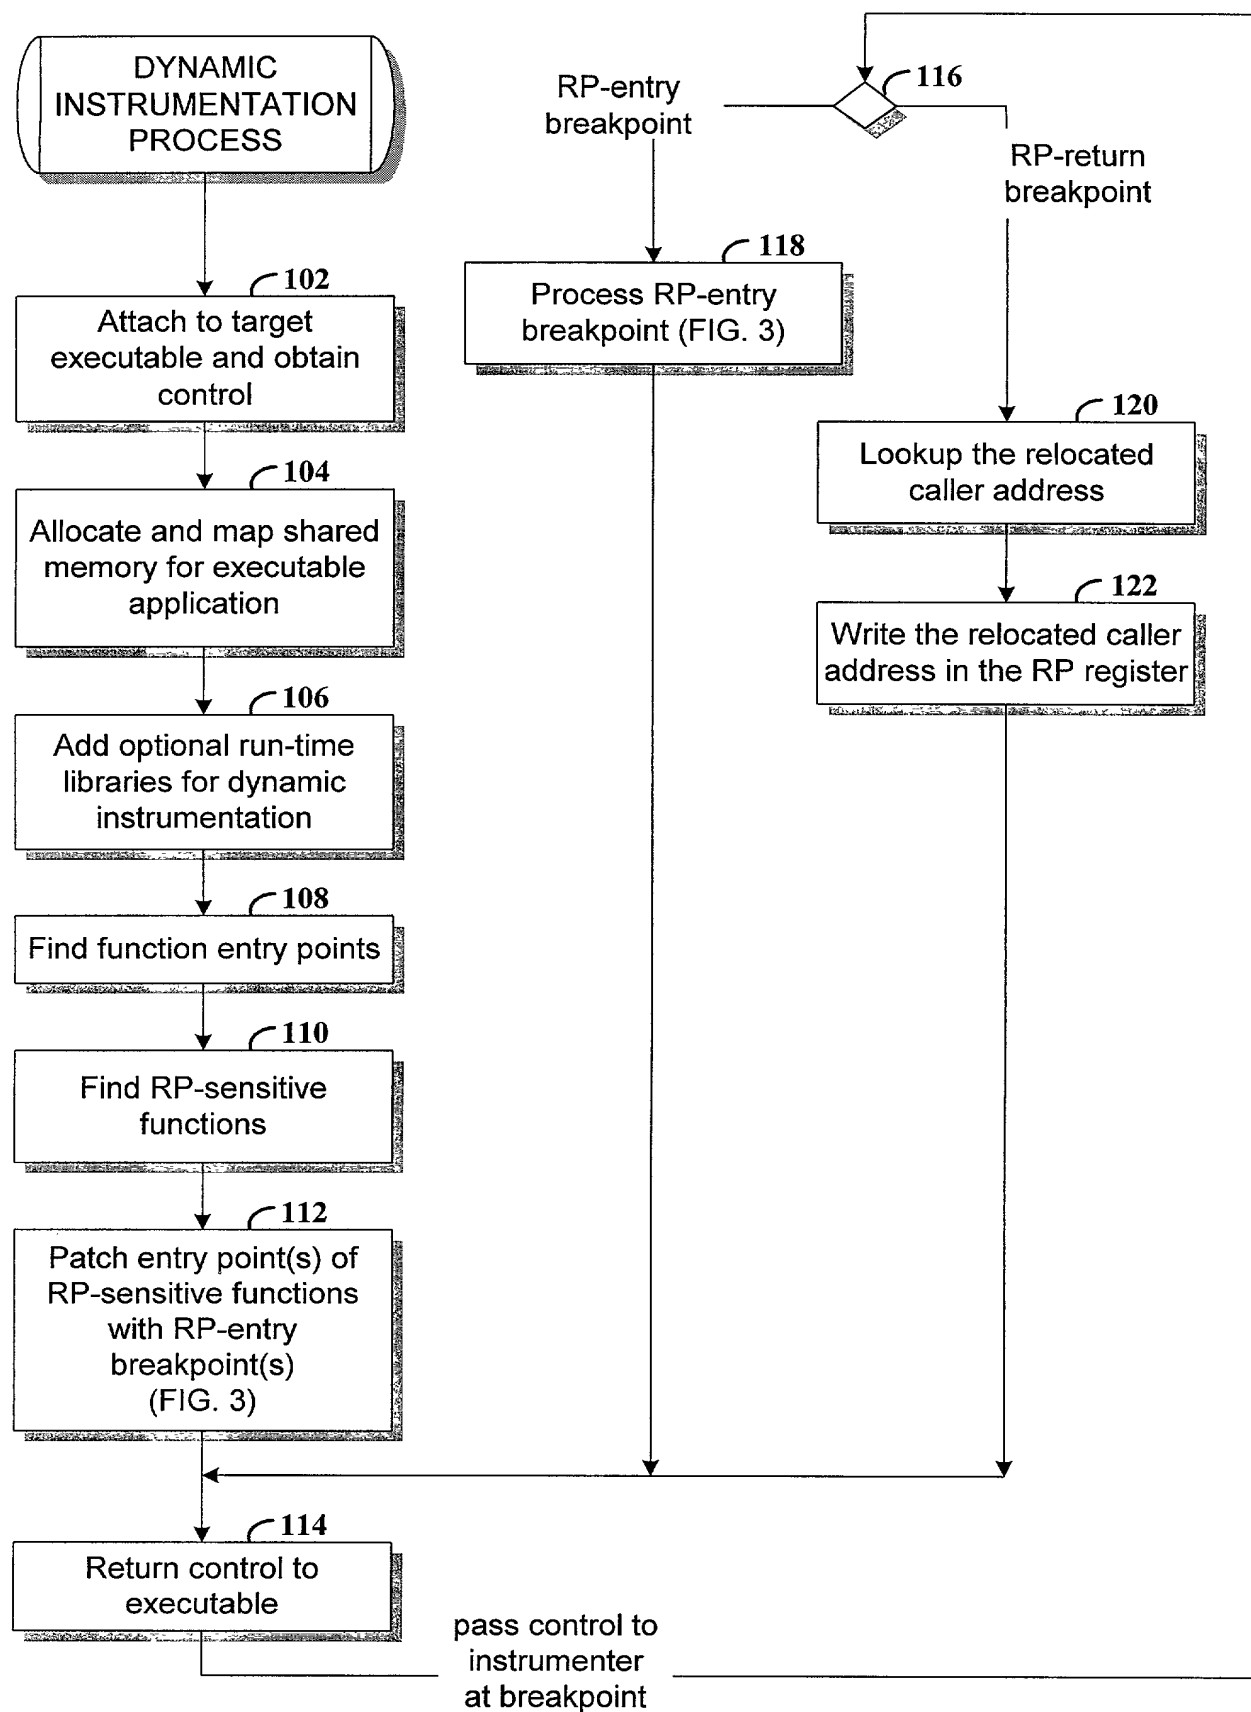 DYNAMIC
INSTRUMENTATION
PROCESS
102
Attach to target
executable and obtain
control
104
Allocate and map shared
memory for executable
application
106
Add optional run-time
libraries for dynamic
instrumentation
108
Find function entry points
110
Find RP-sensitive
functions
112
Patch entry point(s) of
RP-sensitive functions
with RP-entry
breakpoint(s)
(FIG. 3)
114
Return control to
executable
pass control to
instrumenter
at breakpoint
116
RP-entry
breakpoint
118
Process RP-entry
breakpoint (FIG. 3)
RP-return
breakpoint
120
Lookup the relocated
caller address
122
Write the relocated caller
address in the RP register